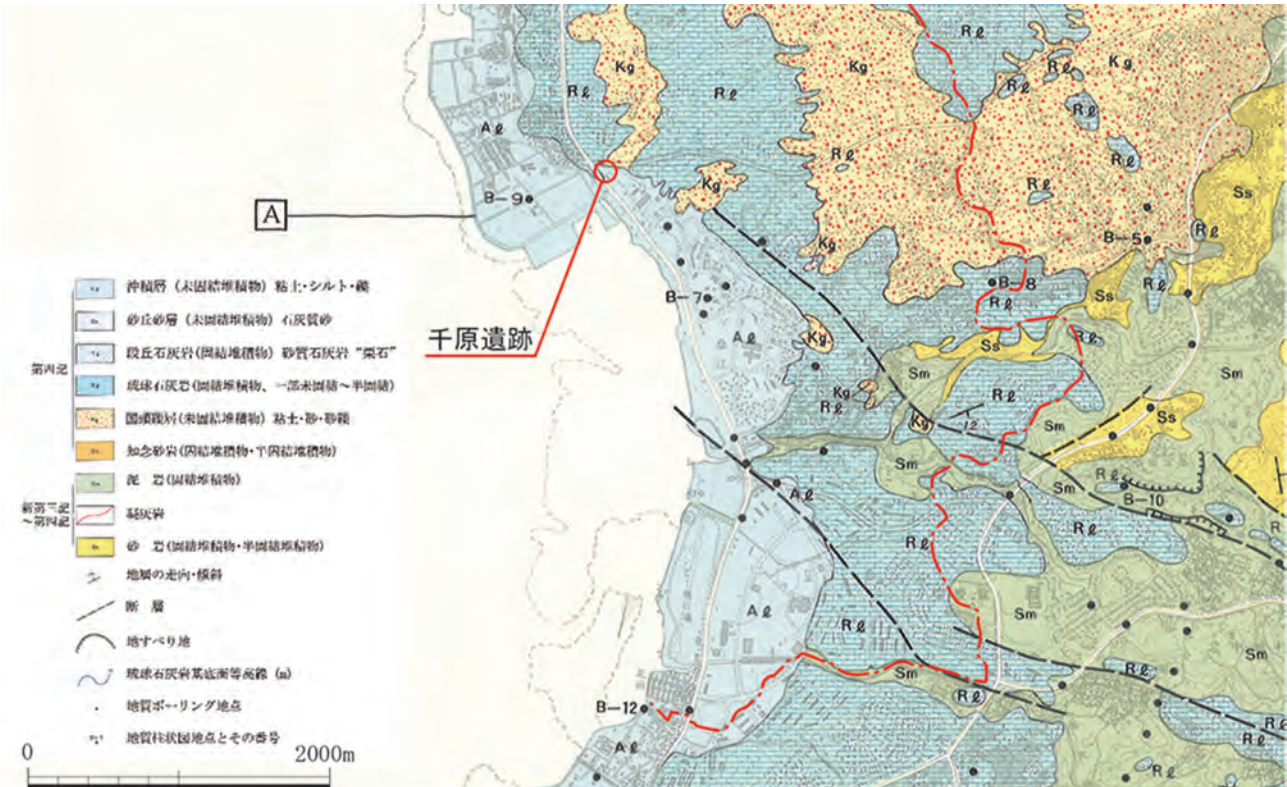 Rℓ
Kg
Kg
Kg
Rℓ
Rℓ
Rℓ
Rℓ
Rℓ
Aℓ
Rℓ
Rℓ
Ss
Kg
Rℓ
B-9
A
Kg
B-5
Rℓ
B-8
Rℓ
Ss
Rℓ
B-7
千原遺跡
Aℓ
Kg
Ss
Rℓ
Sm
Sm
Kg
Rℓ
Rℓ
Kg
12
Ss
Sm
Sm
Sm
Rℓ
B-10
Aℓ
Rℓ
Rℓ
R
Rℓ
Aℓ
Rℓ
Sm
Sm
Sm
Rℓ
Rℓ
B-12
Aℓ
Rℓ
Rℓ
Rℓ
Rℓ
第四紀
沖積層 (未固結堆積物) 粘土・シルト・礫
砂丘砂層 (未固結堆積物) 石灰質砂
段丘石灰岩(固結堆積物) 砂質石灰岩 "粟石"
琉球石灰岩(固結堆積物、一部未固結~半固結)
国頭礫層(未固結堆積物) 粘土・砂・砂礫
知念砂岩(固結堆積物・半固結堆積物)
新第三紀
~第四紀
泥 岩(固結堆積物)
凝灰岩
砂 岩(固結堆積物・半固結堆積物)
地層の走向・傾斜
断 層
地すべり地
琉球石灰岩基底面等高線 (m)
地質ボーリング地点
地質柱状図地点とその番号
0
2000m